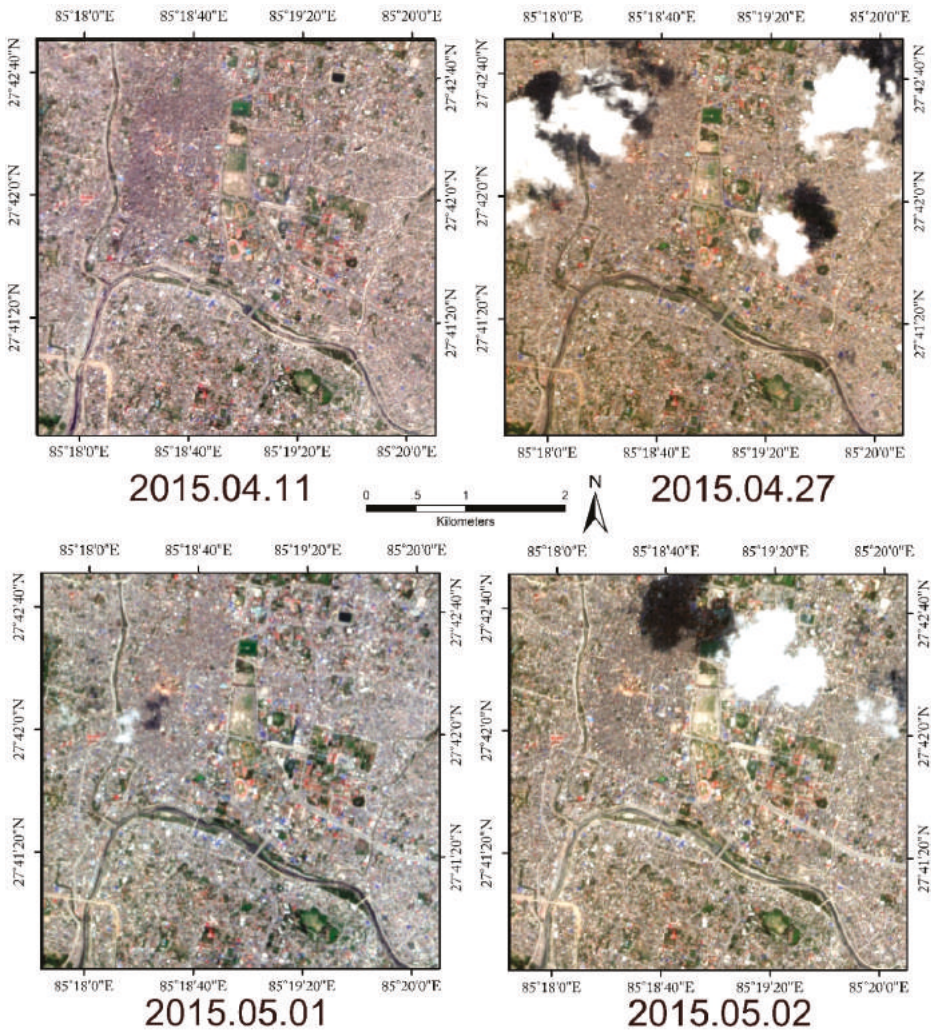 85°18'0"E 85°18'40"E 85°19'20"E 85°20'0"E 85°18'0"E 85°18'40"E 85°19'20"E 85°20'0"E
27°42'40"N 27°42'40"N 27°42'40"N 27°42'40"N
27°42'0"N 27°42'0"N 27°42'0"N 27°42'0"N
27°41'20"N 27°41'20"N 27°41'20"N 27°41'20"N
85°18'0"E 85°18'40"E 85°19'20"E 85°20'0"E 85°18'0"E 85°18'40"E 85°19'20"E 85°20'0"E
2015.04.11 2015.04.27
0 .5 1 2
Kilometers
N
85°18'0"E 85°18'40"E 85°19'20"E 85°20'0"E 85°18'0"E 85°18'40"E 85°19'20"E 85°20'0"E
27°42'40"N 27°42'40"N 27°42'40"N 27°42'40"N
27°42'0"N 27°42'0"N 27°42'0"N 27°42'0"N
27°41'20"N 27°41'20"N 27°41'20"N 27°41'20"N
85°18'0"E 85°18'40"E 85°19'20"E 85°20'0"E 85°18'0"E 85°18'40"E 85°19'20"E 85°20'0"E
2015.05.01 2015.05.02